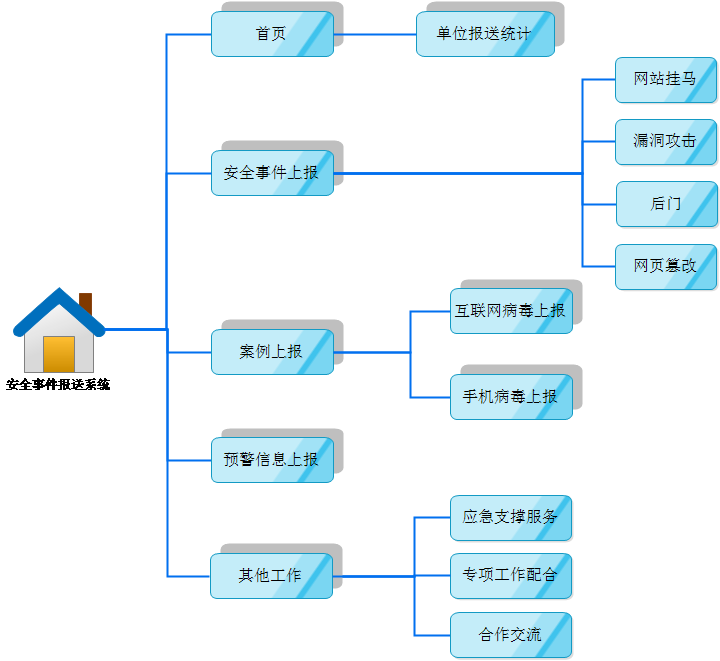 首页
单位报送统计
网站挂马
漏洞攻击
安全事件上报
后门
网页篡改
互联网病毒上报
案例上报
安全事件报送系统
手机病毒上报
预警信息上报
应急支撑服务
其他工作
专项工作配合
合作交流